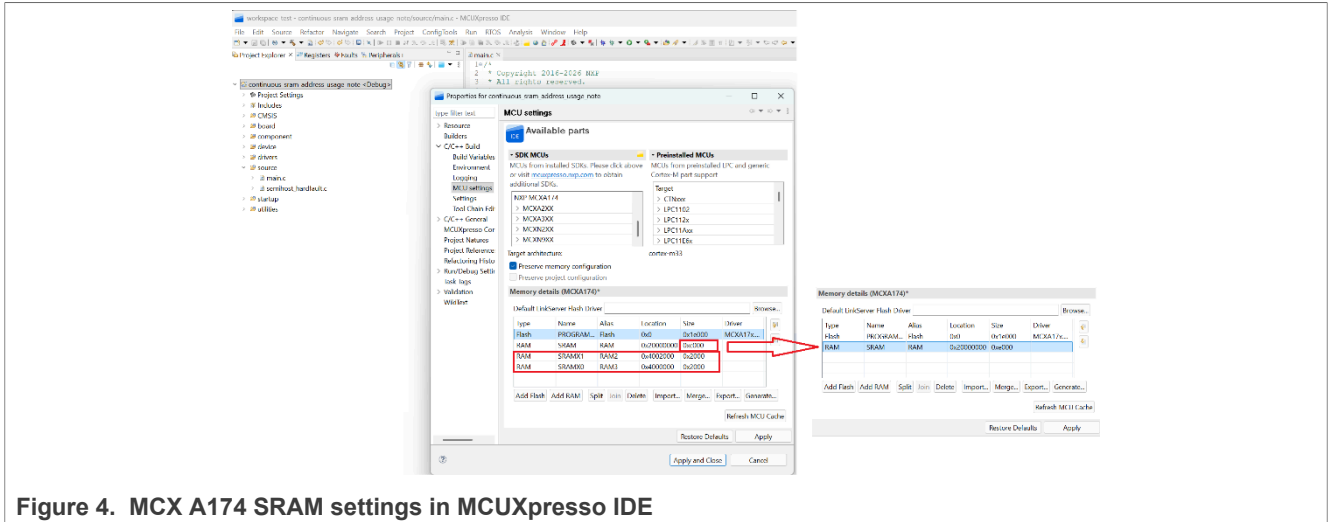 workspace test - continuous sram address usage note/source/main.c - MCUXpresso IDE
File Edit Source Refactor Navigate Search Project ConfigTools Run RTOS Analysis Window Help
Project Explorer Registers Faults Peripherals
main.c
continuous sram address usage note <Debug>
Project Settings
Includes
CMSIS
board
component
device
drivers
source
main.c
semihost_hardfault.c
startup
utilities
1 /*
2 * Copyright 2016-2026 NXP
3 * All rights reserved.
Properties for continuous sram address usage note
type filter text
Resource
Builders
C/C++ Build
Build Variables
Environment
Logging
MCU settings
Settings
Tool Chain Edi
C/C++ General
MCUXpresso Cor
Project Natures
Project Reference
Refactoring Histo
Run/Debug Settin
Task Tags
Validation
WikiText
MCU settings
IDE
Available parts
SDK MCUs
MCUs from installed SDKs. Please click above
or visit mcuxpresso.nxp.com to obtain
additional SDKs.
NXP MCXA174
MCXA2XX
MCXA3XX
MCXN2XX
MCXN9XX
Preinstalled MCUs
MCUs from preinstalled LPC and generic
Cortex-M part support
Target
LPC1102
LPC112x
LPC11Axx
LPC11E6x
Target architecture: cortex-m33
Preserve memory configuration
Preserve project configuration
Memory details (MCXA174)*
Default LinkServer Flash Driver Browse...
Type Name Alias Location Size Driver
Flash PROGRAM_ Flash 0x0 0x1e000 MCXA17x...
RAM SRAM RAM 0x20000000 0xc000
RAM SRAMX1 RAM2 0x4002000 0x2000
RAM SRAMX0 RAM3 0x4000000 0x2000
Add Flash Add RAM Split Join Delete Import... Merge... Export... Generate...
Refresh MCU Cache
Restore Defaults Apply
Apply and Close Cancel
Memory details (MCXA174)*
Default LinkServer Flash Driver Browse...
Type Name Alias Location Size Driver
Flash PROGRAM_ Flash 0x0 0x1e000 MCXA17x...
RAM SRAM RAM 0x20000000 0xe000
Add Flash Add RAM Split Join Delete Import... Merge... Export... Generate...
Refresh MCU Cache
Restore Defaults Apply
Figure 4. MCX A174 SRAM settings in MCUXpresso IDE